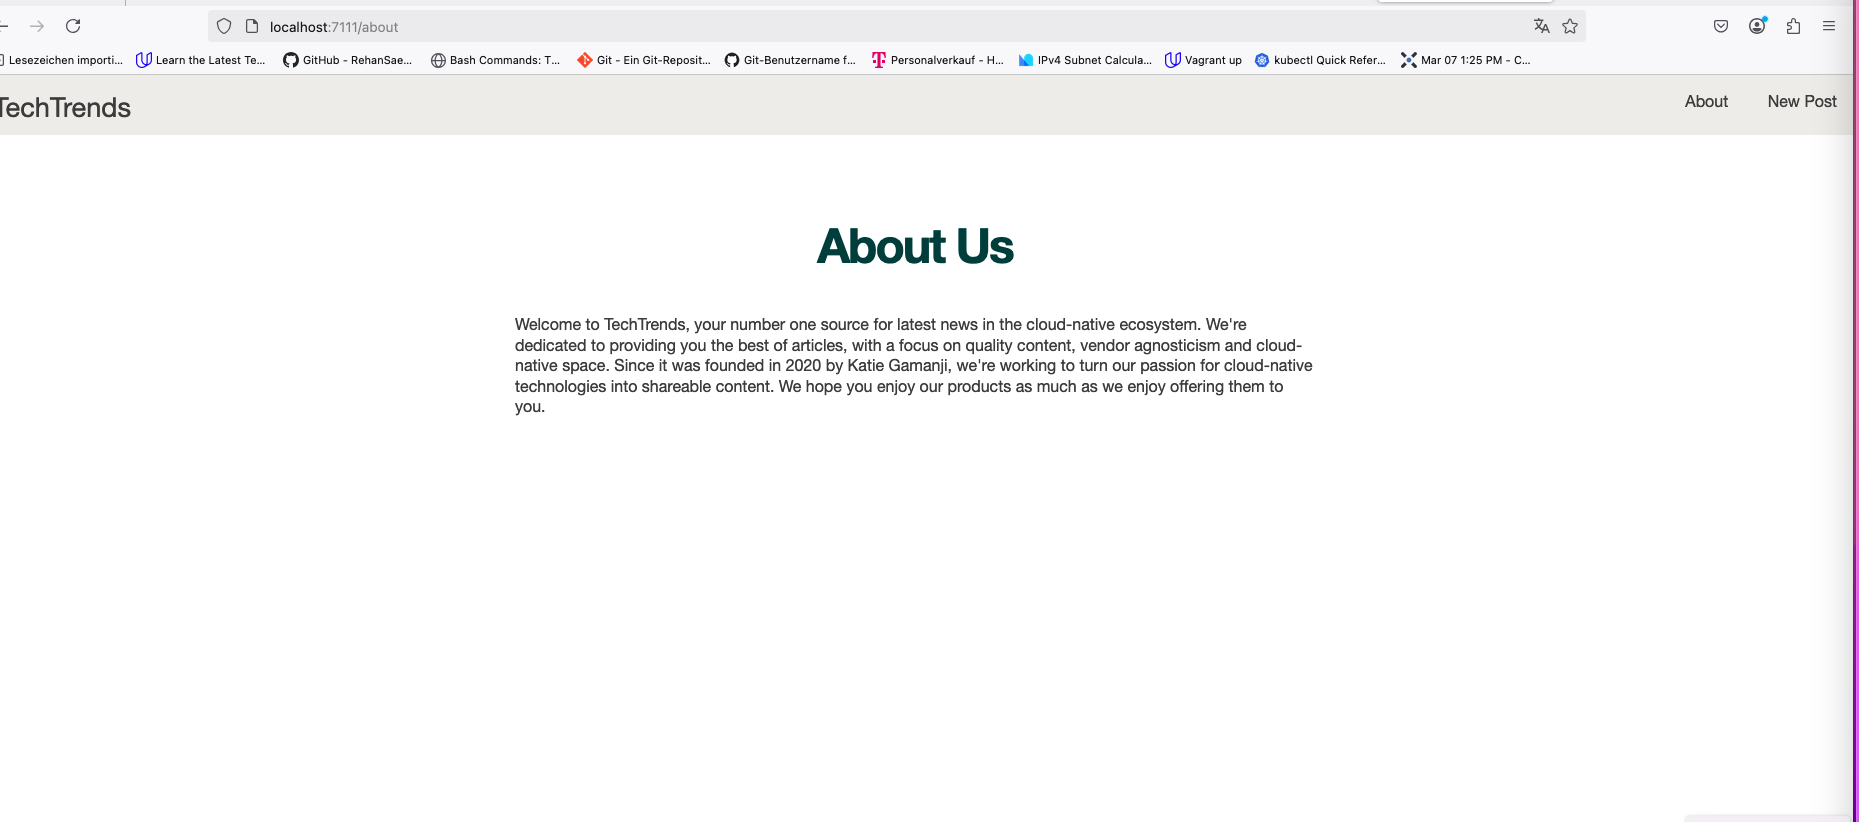 localhost:7111/about
Lesezeichen importi... Learn the Latest Te... GitHub - RehanSae... Bash Commands: T... Git - Ein Git-Reposit... Git-Benutzername f... Personalverkauf - H... IPv4 Subnet Calcula... Vagrant up kubectl Quick Refer... Mar 07 1:25 PM - C...
TechTrends About New Post
About Us
Welcome to TechTrends, your number one source for latest news in the cloud-native ecosystem. We're
dedicated to providing you the best of articles, with a focus on quality content, vendor agnosticism and cloud-
native space. Since it was founded in 2020 by Katie Gamanji, we're working to turn our passion for cloud-native
technologies into shareable content. We hope you enjoy our products as much as we enjoy offering them to
you.